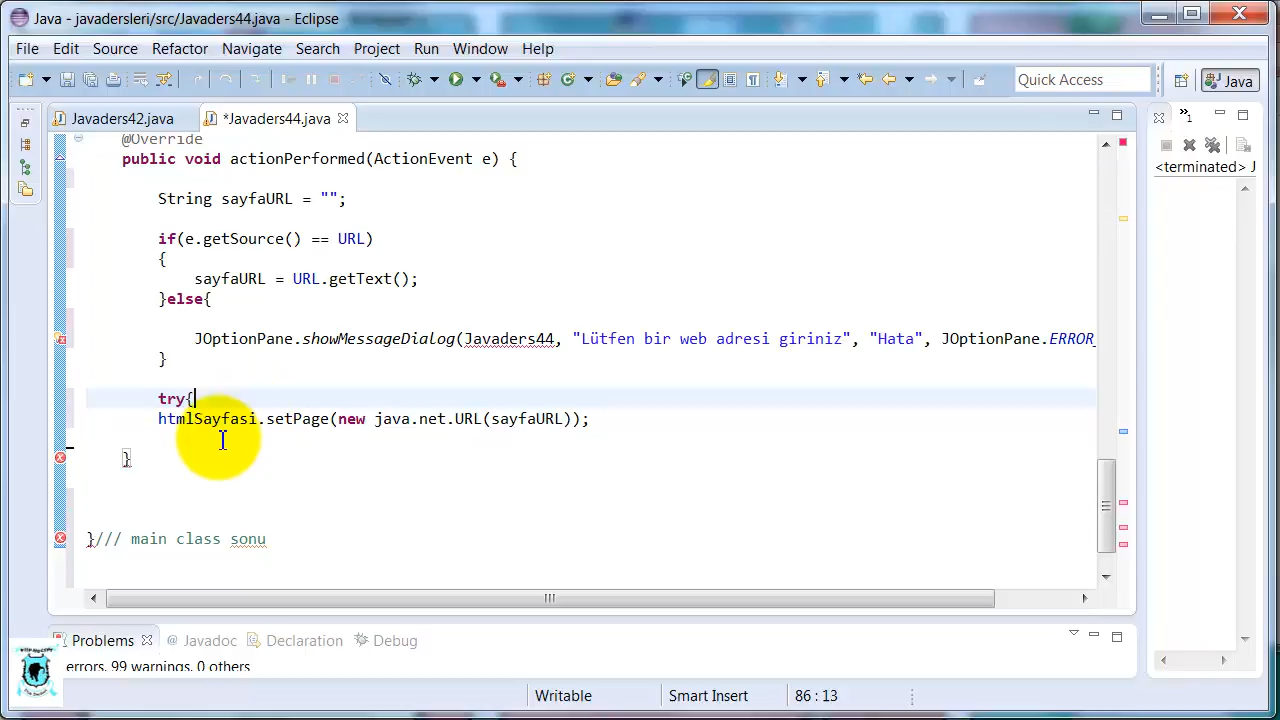 Java - javadersleri/src/Javaders44.java - Eclipse
File Edit Source Refactor Navigate Search Project Run Window Help
Quick Access
Java
Javaders42.java
*Javaders44.java
1
@Override
public void actionPerformed(ActionEvent e) {
String sayfaURL = "";
if(e.getSource() == URL)
{
sayfaURL = URL.getText();
}else{
JOptionPane.showMessageDialog(Javaders44, "Lütfen bir web adresi giriniz", "Hata", JOptionPane.ERROR_
}
try{
htmlSayfasi.setPage(new java.net.URL(sayfaURL));
}
}/// main class sonu
<terminated> J
Problems @ Javadoc Declaration Debug
errors, 99 warnings, 0 others
Writable Smart Insert 86 : 13